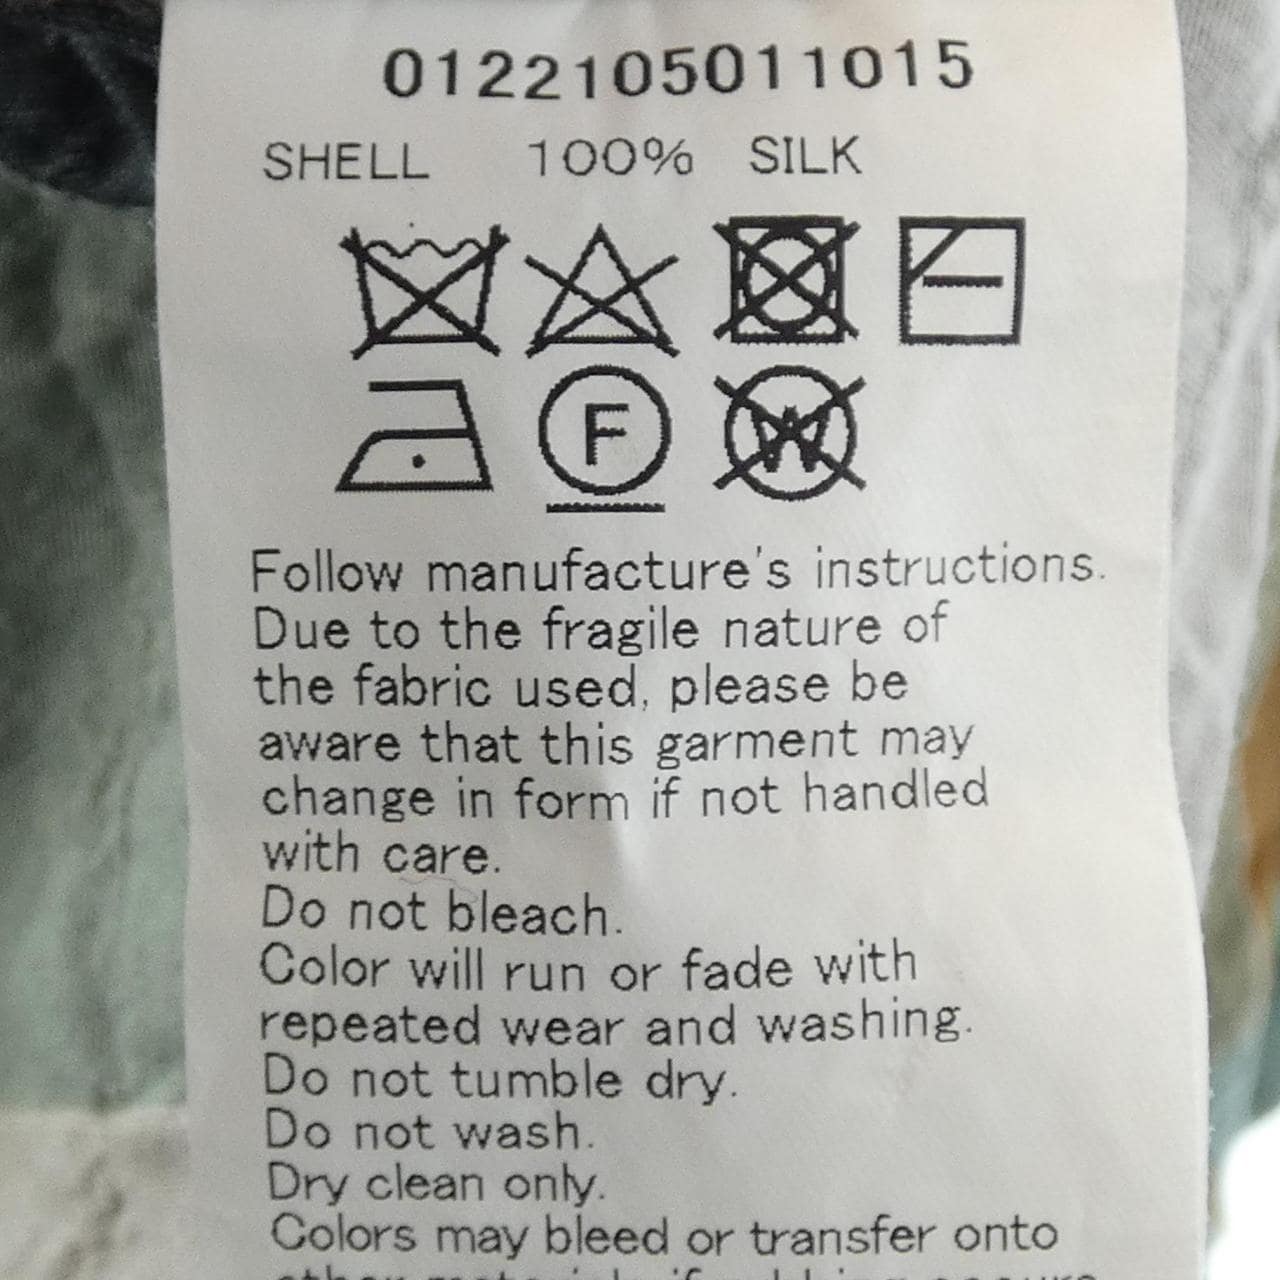 0122105011015
SHELL 100% SILK
F W
Follow manufacture's instructions.
Due to the fragile nature of
the fabric used, please be
aware that this garment may
change in form if not handled
with care.
Do not bleach.
Color will run or fade with
repeated wear and washing.
Do not tumble dry.
Do not wash.
Dry clean only.
Colors may bleed or transfer onto